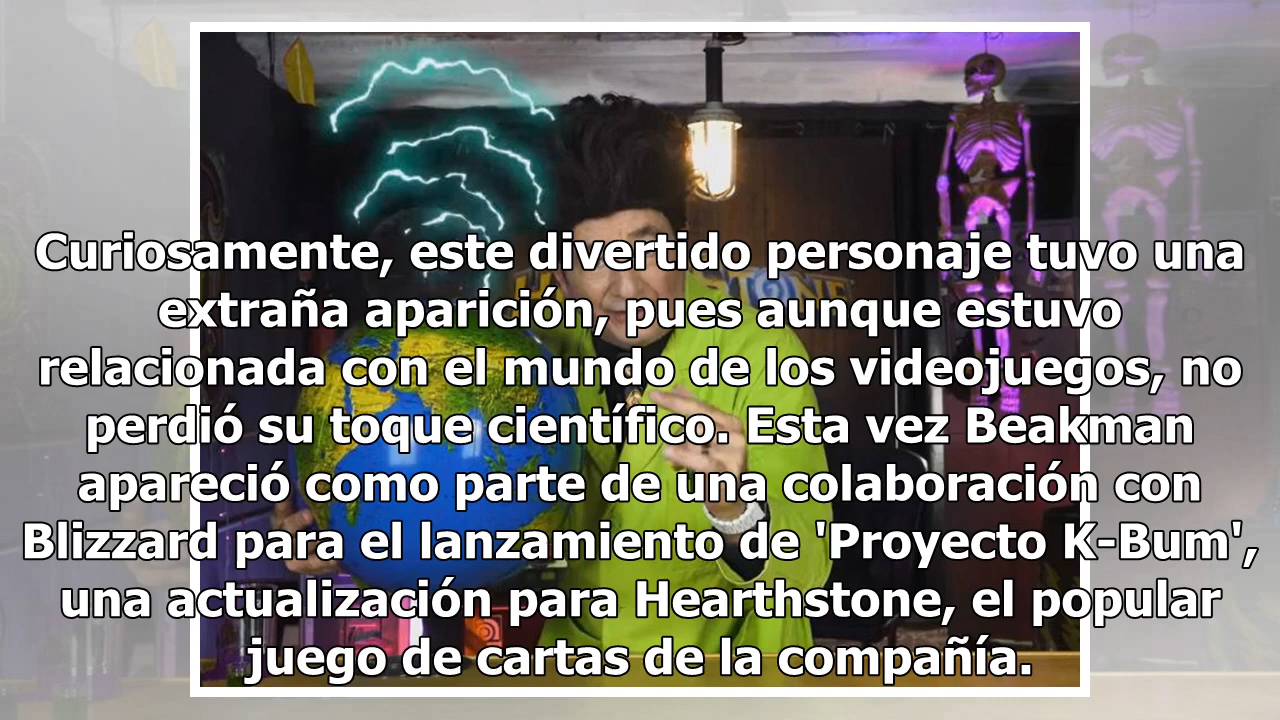 Curiosamente, este divertido personaje tuvo una
extraña aparición, pues aunque estuvo
relacionada con el mundo de los videojuegos, no
perdió su toque científico. Esta vez Beakman
apareció como parte de una colaboración con
Blizzard para el lanzamiento de 'Proyecto K-Bum',
una actualización para Hearthstone, el popular
juego de cartas de la compañía.